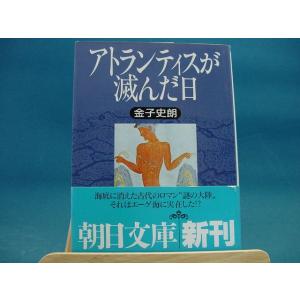 アトランティスが
滅んだ日
金子史朗
海底に消えた古代のロマン"謎の大陸"。
それはエーゲ海に実在した!?
朝日文庫 新刊